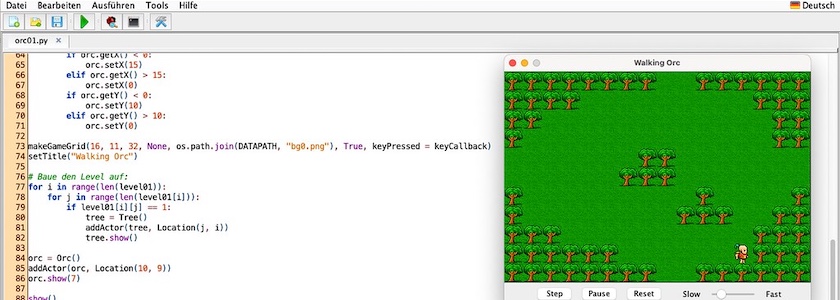 Datei Bearbeiten Ausführen Tools Hilfe Deutsch
orc01.py
64 if orc.getX() < 0:
65 orc.setX(15)
66 elif orc.getX() > 15:
67 orc.setX(0)
68 if orc.getY() < 0:
69 orc.setY(10)
70 elif orc.getY() > 10:
71 orc.setY(0)
72
73 makeGameGrid(16, 11, 32, None, os.path.join(DATAPATH, "bg0.png"), True, keyPressed = keyCallback)
74 setTitle("Walking Orc")
75
76 # Baue den Level auf:
77 for i in range(len(level01)):
78 for j in range(len(level01[i])):
79 if level01[i][j] == 1:
80 tree = Tree()
81 addActor(tree, Location(j, i))
82 tree.show()
83
84 orc = Orc()
85 addActor(orc, Location(10, 9))
86 orc.show(7)
87
88 show()
Walking Orc
Step Pause Reset Slow Fast